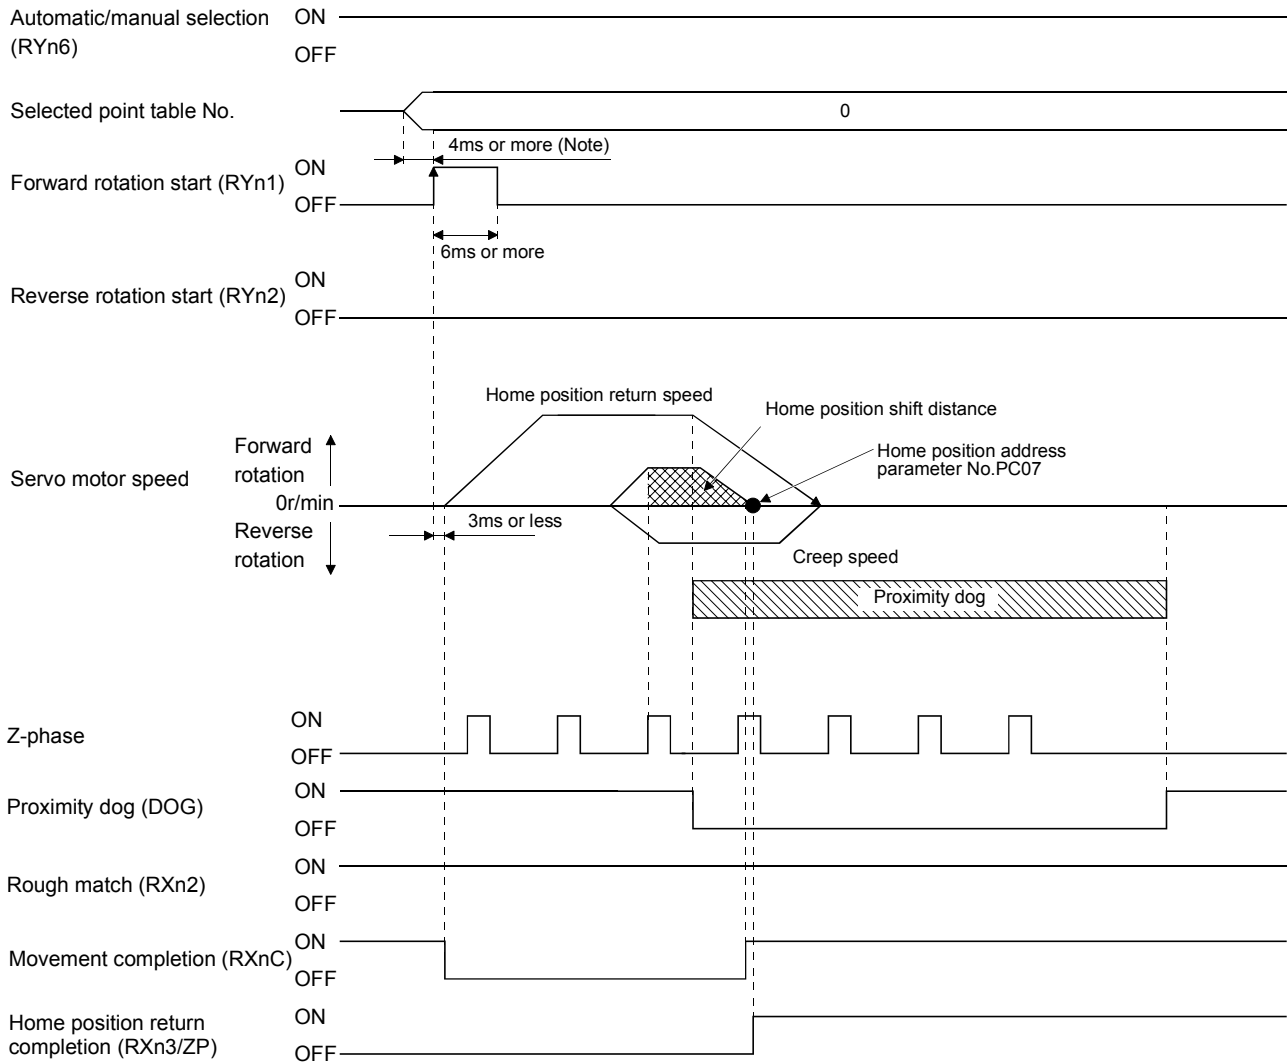 Automatic/manual selection
(RYn6)
ON
OFF
Selected point table No.
0
4ms or more (Note)
Forward rotation start (RYn1)
ON
OFF
6ms or more
Reverse rotation start (RYn2)
ON
OFF
Home position return speed
Home position shift distance
Home position address
parameter No.PC07
Servo motor speed
Forward
rotation
0r/min
Reverse
rotation
3ms or less
Creep speed
Proximity dog
Z-phase
ON
OFF
Proximity dog (DOG)
ON
OFF
Rough match (RXn2)
ON
OFF
Movement completion (RXnC)
ON
OFF
Home position return
completion (RXn3/ZP)
ON
OFF